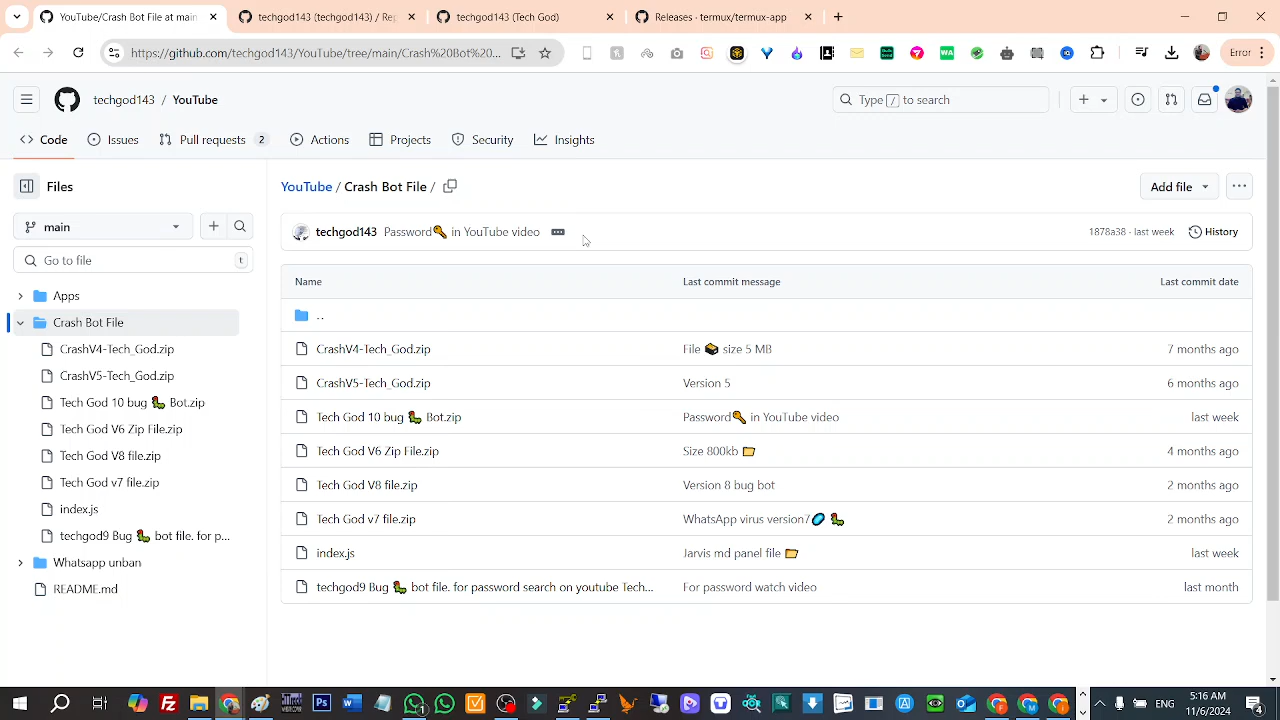 YouTube/Crash Bot File at main
techgod143 (techgod143) / Rep
techgod143 (Tech God)
Releases · termux/termux-app
https://github.com/techgod143/YouTube/tree/main/Crash%20Bot%20...
Error
techgod143 / YouTube
Type / to search
Code
Issues
Pull requests 2
Actions
Projects
Security
Insights
Files
YouTube / Crash Bot File /
Add file
main
techgod143 Password🔑 in YouTube video
1878a38 · last week
History
Go to file
t
Name
Last commit message
Last commit date
Apps
..
Crash Bot File
CrashV4-Tech_God.zip
CrashV5-Tech_God.zip
Tech God 10 bug 🐛 Bot.zip
Tech God V6 Zip File.zip
Tech God V8 file.zip
Tech God v7 file.zip
index.js
techgod9 Bug 🐛 bot file. for p...
Whatsapp unban
README.md
CrashV4-Tech_God.zip File 📦 size 5 MB 7 months ago
CrashV5-Tech_God.zip Version 5 6 months ago
Tech God 10 bug 🐛 Bot.zip Password🔑 in YouTube video last week
Tech God V6 Zip File.zip Size 800kb 📂 4 months ago
Tech God V8 file.zip Version 8 bug bot 2 months ago
Tech God v7 file.zip WhatsApp virus version7🧬 🐛 2 months ago
index.js Jarvis md panel file 📂 last week
techgod9 Bug 🐛 bot file. for password search on youtube Tech... For password watch video last month
5:16 AM
11/6/2024